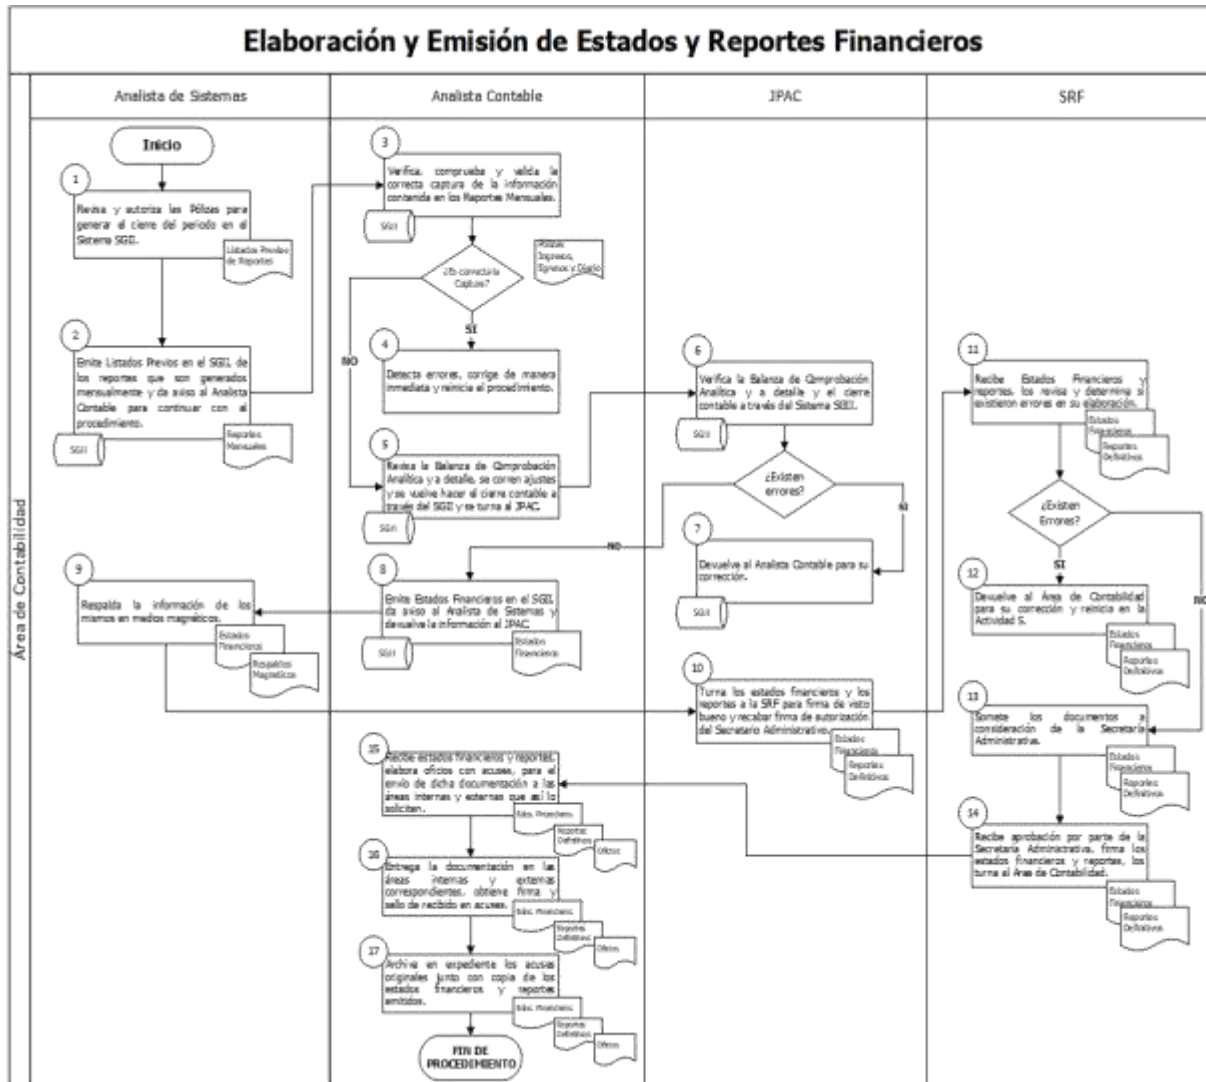 Elaboración y Emisión de Estados y Reportes Financieros
Área de Contabilidad
Analista de Sistemas
Analista Contable
JPAC
SRF
Inicio
1
Revisa y autoriza las Pólizas para
generar el cierre del periodo en el
Sistema SGII.
Listados Previos
de Reportes
2
Emite Listados Previos en el SGII, de
los reportes que son generados
mensualmente y da aviso al Analista
Contable para continuar con el
procedimiento.
SGII
Reportes
Mensuales
3
Verifica, comprueba y valida la
correcta captura de la información
contenida en los Reportes Mensuales.
SGII
Ingresos,
Egresos y Diario
¿Es correcta la
Captura?
SI
NO
4
Detecta errores, corrige de manera
inmediata y reinicia el procedimiento.
5
Revisa la Balanza de Comprobación
Analítica y a detalle, se corren ajustes
y se vuelve hacer el cierre contable a
través del SGII y se turna al JPAC.
SGII
6
Verifica la Balanza de Comprobación
Analítica y a detalle y el cierre
contable a través del Sistema SGII.
SGII
¿Existen
errores?
SI
NO
7
Devuelve al Analista Contable para su
corrección.
SGII
8
Emite Estados Financieros en el SGII,
da aviso al Analista de Sistemas y
devuelve la información al JPAC.
SGII
Estados
Financieros
9
Respalda la información de los
mismos en medios magnéticos.
Estados
Financieros
Respaldos
Magnéticos
10
Turna los estados financieros y los
reportes a la SRF para firma de visto
bueno y recabar firma de autorización
del Secretario Administrativo.
Estados
Financieros
Reportes
Definitivos
11
Recibe Estados Financieros y
reportes, los revisa y determina si
existieron errores en su elaboración.
Estados
Financieros
Reportes
Definitivos
¿Existen
Errores?
SI
NO
12
Devuelve al Área de Contabilidad
para su corrección y reinicia en la
Actividad 5.
Estados
Financieros
Reportes
Definitivos
13
Somete los documentos a
consideración de la Secretaría
Administrativa.
Estados
Financieros
Reportes
Definitivos
14
Recibe aprobación por parte de la
Secretaría Administrativa, firma los
estados financieros y reportes, los
turna al Área de Contabilidad.
Estados
Financieros
Reportes
Definitivos
15
Recibe estados financieros y reportes,
elabora oficios con acuses, para el
envío de dicha documentación a las
áreas internas y externas que así lo
soliciten.
Edos. Financieros
Reportes
Definitivos
Oficios
16
Entrega la documentación en las
áreas internas y externas
correspondientes, obtiene firma y
sello de recibido en acuses.
Edos. Financieros
Reportes
Definitivos
Oficios
17
Archiva en expediente los acuses
originales junto con copia de los
estados financieros y reportes
emitidos.
Edos. Financieros
Reportes
Definitivos
Oficios
FIN DE
PROCEDIMIENTO